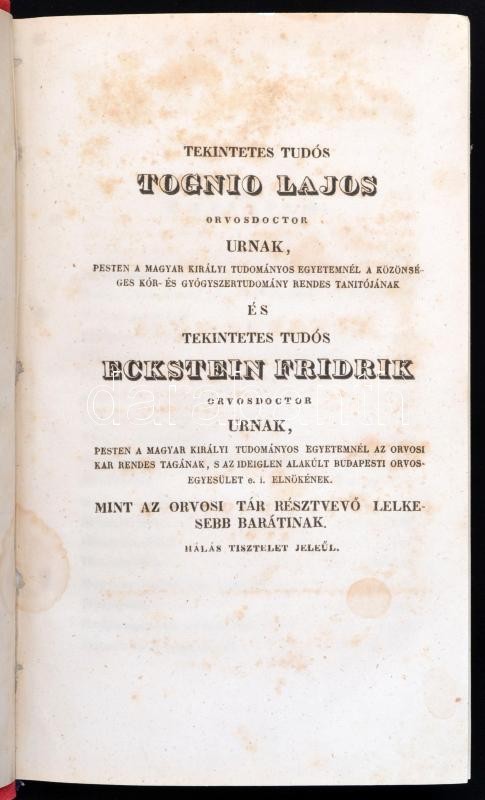 TEKINTETES TUDÓS
TOGNIO LAJOS
ORVOSDOCTOR
URNAK,
PESTEN A MAGYAR KIRÁLYI TUDOMÁNYOS EGYETEMNÉL A KÖZÖNSÉ-
GES KÓR- ÉS GYÓGYSZERTUDOMÁNY RENDES TANITÓJÁNAK
ÉS
TEKINTETES TUDÓS
ECKSTEIN FRIDRIK
ORVOSDOCTOR
URNAK,
PESTEN A MAGYAR KIRÁLYI TUDOMÁNYOS EGYETEMNÉL AZ ORVOSI
KAR RENDES TAGÁNAK, S AZ IDEIGLEN ALAKÚLT BUDAPESTI ORVOS-
EGYESÜLET e. i. ELNÖKÉNEK.
MINT AZ ORVOSI TÁR RÉSZTVEVŐ LELKE-
SEBB BARÁTINAK.
HÁLÁS TISZTELET JELEŰL.